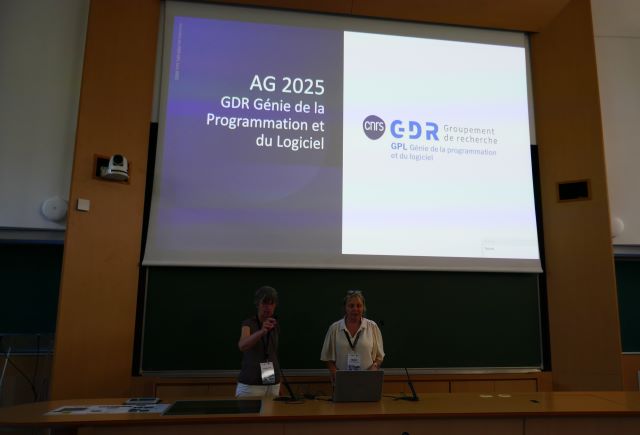 AG 2025
GDR Génie de la
Programmation et
du Logiciel
cnrs
GDR
Groupement
de recherche
GPL Génie de la programmation
et du logiciel